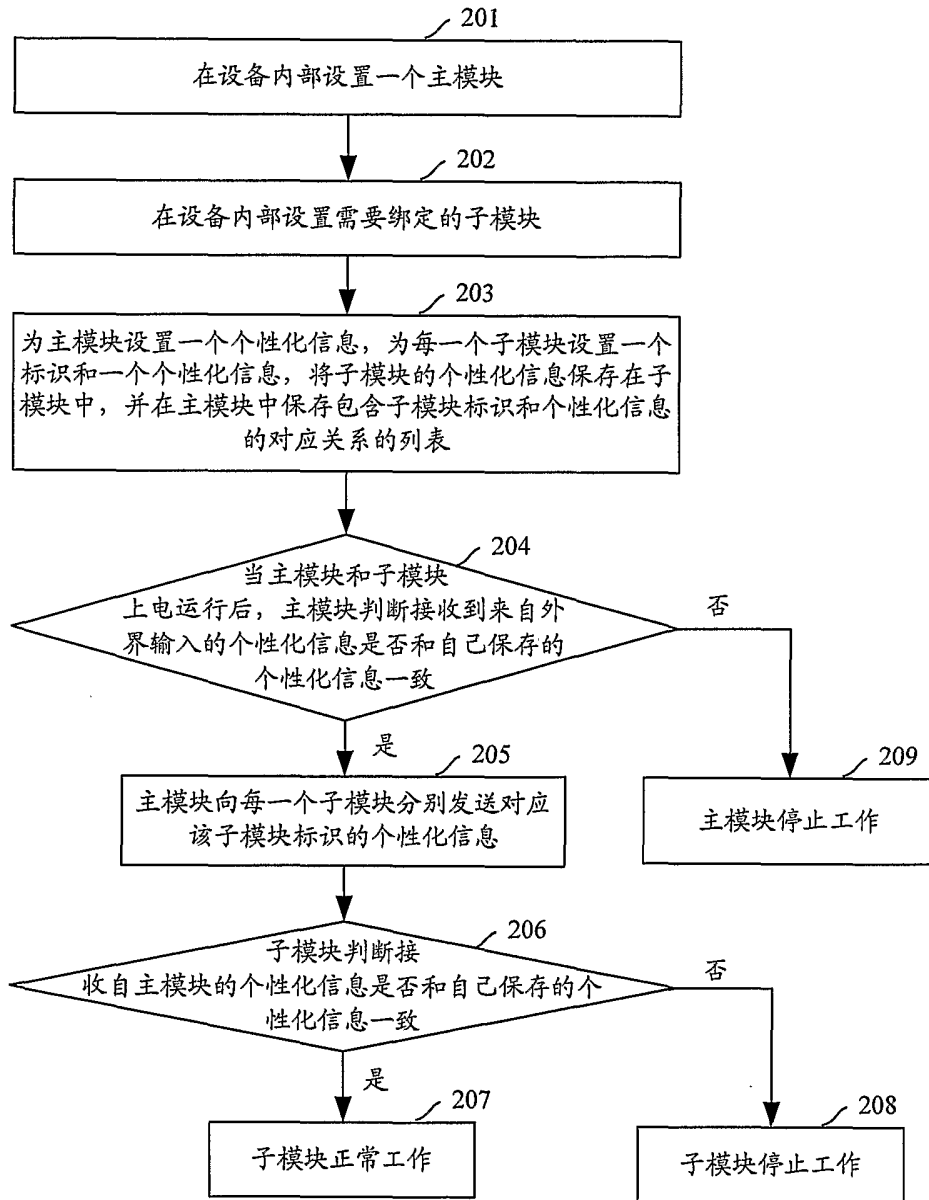 201
在设备内部设置一个主模块
202
在设备内部设置需要绑定的子模块
203
为主模块设置一个个性化信息，为每一个子模块设置一个
标识和一个个性化信息，将子模块的个性化信息保存在子
模块中，并在主模块中保存包含子模块标识和个性化信息
的对应关系的列表
204
当主模块和子模块
上电运行后，主模块判断接收到来自外
界输入的个性化信息是否和自己保存的
个性化信息一致
否
是
205
主模块向每一个子模块分别发送对应
该子模块标识的个性化信息
209
主模块停止工作
206
子模块判断接
收自主模块的个性化信息是否和自己保存的个
性化信息一致
否
是
207
子模块正常工作
208
子模块停止工作